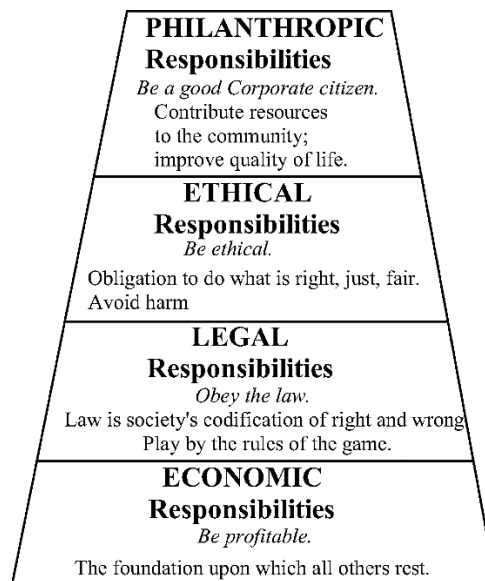 PHILANTHROPIC
Responsibilities
Be a good Corporate citizen.
Contribute resources
to the community;
improve quality of life.
ETHICAL
Responsibilities
Be ethical.
Obligation to do what is right, just, fair.
Avoid harm
LEGAL
Responsibilities
Obey the law.
Law is society's codification of right and wrong
Play by the rules of the game.
ECONOMIC
Responsibilities
Be profitable.
The foundation upon which all others rest.